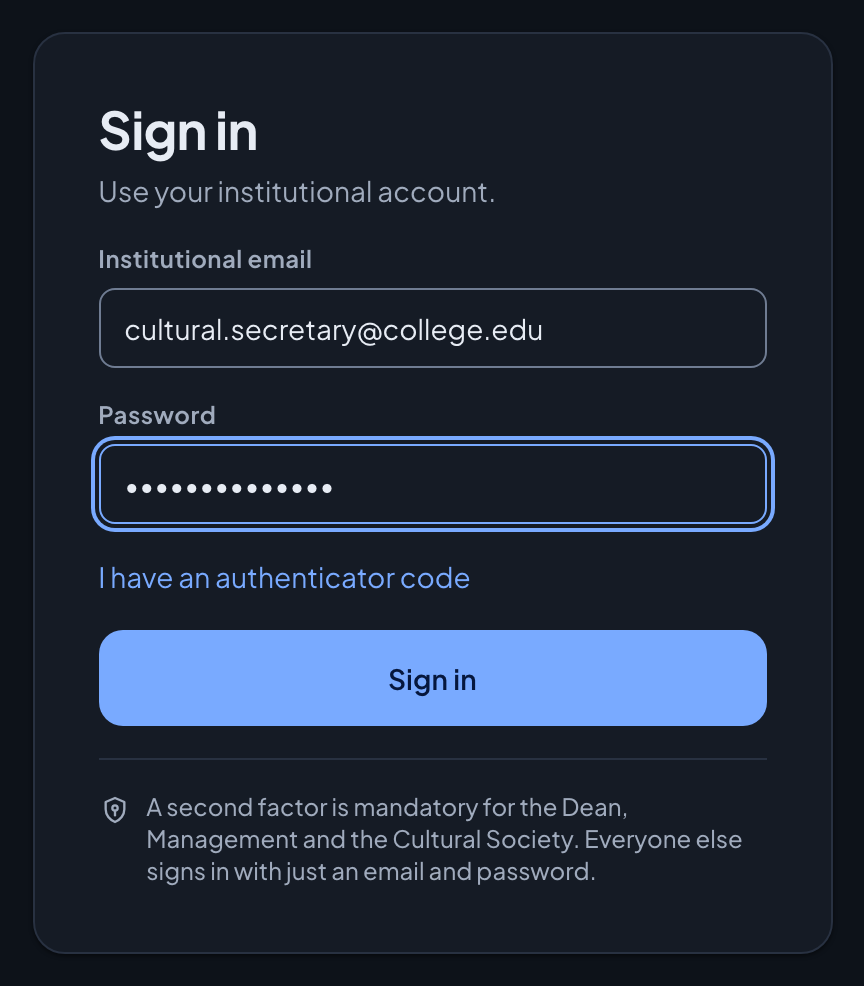 Sign in
Use your institutional account.
Institutional email
cultural.secretary@college.edu
Password
••••••••••••••
I have an authenticator code
Sign in
A second factor is mandatory for the Dean,
Management and the Cultural Society. Everyone else
signs in with just an email and password.